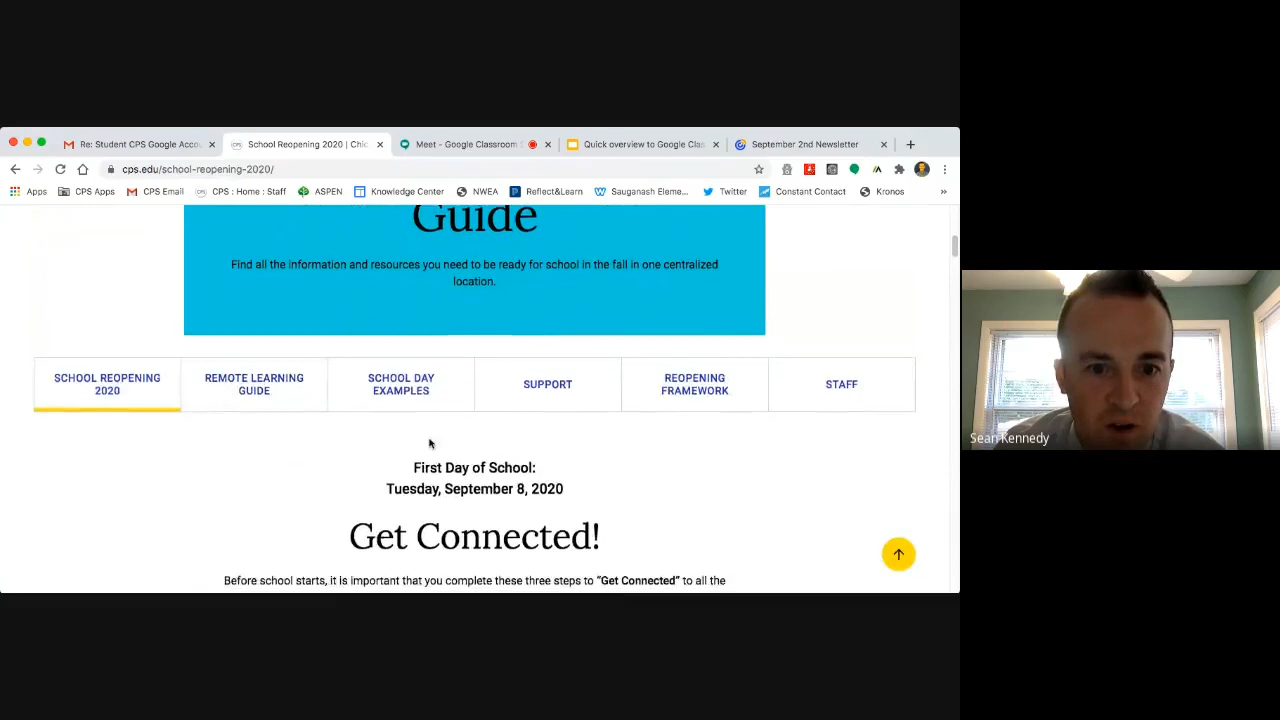 Re: Student CPS Google Accou
School Reopening 2020 | Chic
Meet - Google Classroom
Quick overview to Google Clas
September 2nd Newsletter
cps.edu/school-reopening-2020/
Apps
CPS Apps
CPS Email
CPS : Home : Staff
ASPEN
Knowledge Center
NWEA
Reflect&Learn
Sauganash Eleme...
Twitter
Constant Contact
Kronos
»
Guide
Find all the information and resources you need to be ready for school in the fall in one centralized
location.
SCHOOL REOPENING
2020
REMOTE LEARNING
GUIDE
SCHOOL DAY
EXAMPLES
SUPPORT
REOPENING
FRAMEWORK
STAFF
First Day of School:
Tuesday, September 8, 2020
Get Connected!
Before school starts, it is important that you complete these three steps to “Get Connected” to all the
Sean Kennedy